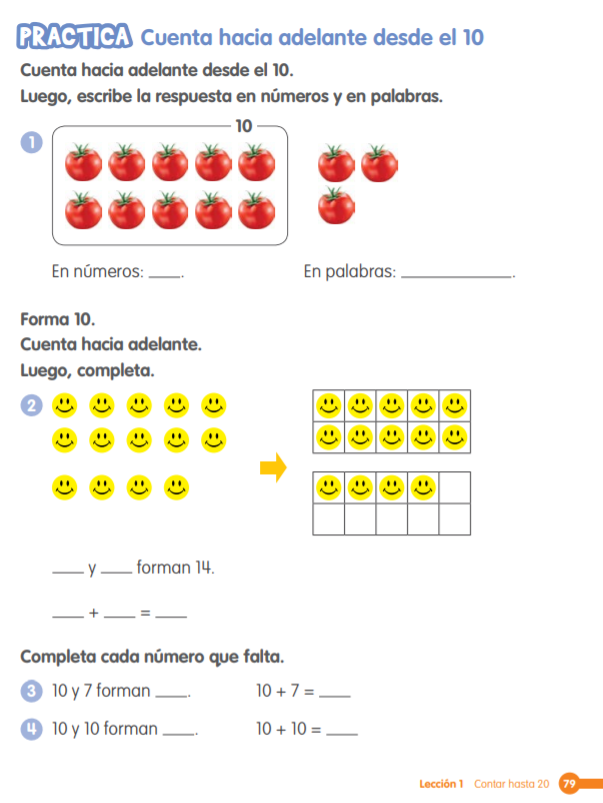 PRACTICA Cuenta hacia adelante desde el 10
Cuenta hacia adelante desde el 10.
Luego, escribe la respuesta en números y en palabras.
1
10
En números: ____. En palabras: ____________.
Forma 10.
Cuenta hacia adelante.
Luego, completa.
2
____ y ____ forman 14.
____ + ____ = ____
Completa cada número que falta.
3 10 y 7 forman ____. 10 + 7 = ____
4 10 y 10 forman ____. 10 + 10 = ____
Lección 1 Contar hasta 20 79